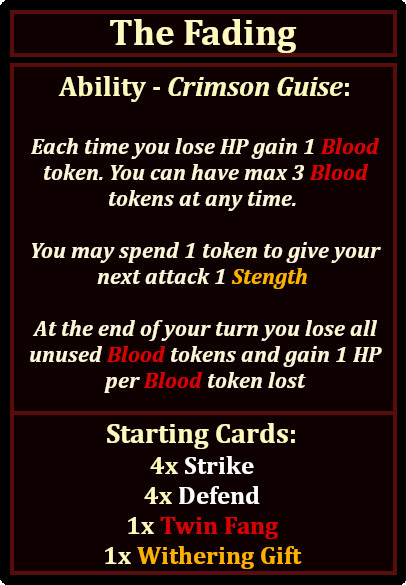 The Fading
Ability - Crimson Guise:
Each time you lose HP gain 1 Blood
token. You can have max 3 Blood
tokens at any time.
You may spend 1 token to give your
next attack 1 Stength
At the end of your turn you lose all
unused Blood tokens and gain 1 HP
per Blood token lost
Starting Cards:
4x Strike
4x Defend
1x Twin Fang
1x Withering Gift